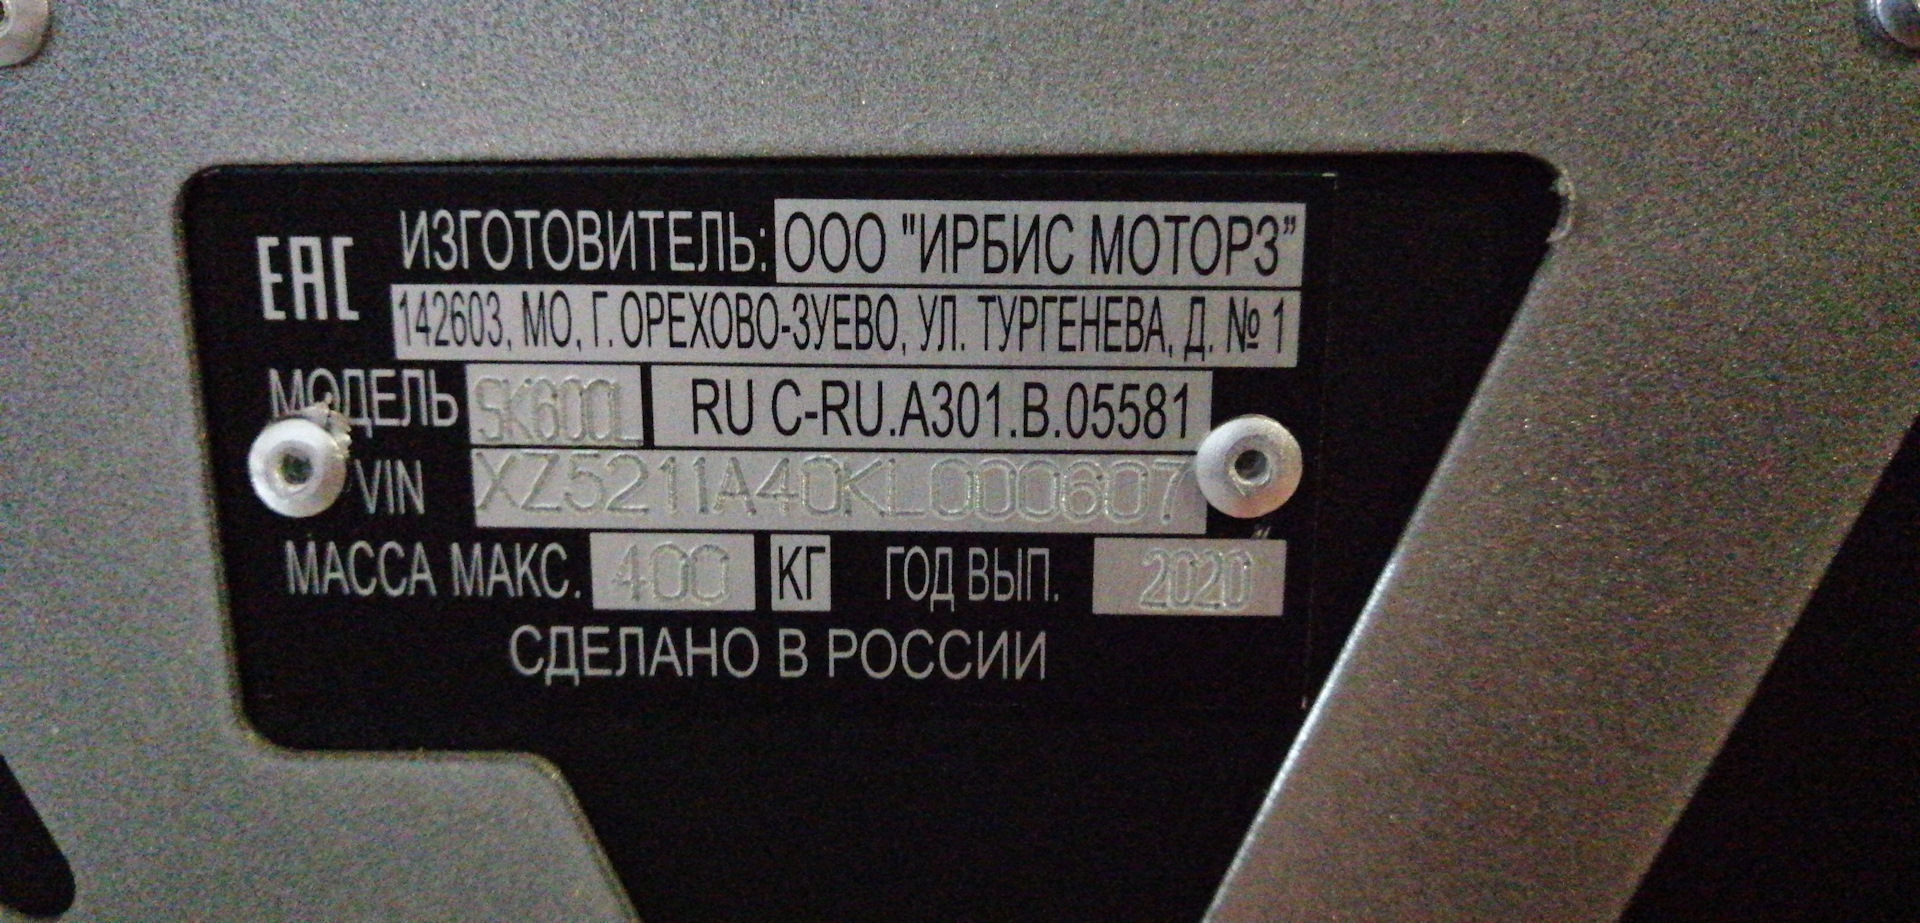 ЕАС ИЗГОТОВИТЕЛЬ: ООО "ИРБИС МОТОРЗ"
142603, МО, Г. ОРЕХОВО-ЗУЕВО, УЛ. ТУРГЕНЕВА, Д. № 1
МОДЕЛЬ SK600L RU C-RU.A301.B.05581
VIN XZ5211A40KL000607
МАССА МАКС. 400 КГ ГОД ВЫП. 2020
СДЕЛАНО В РОССИИ